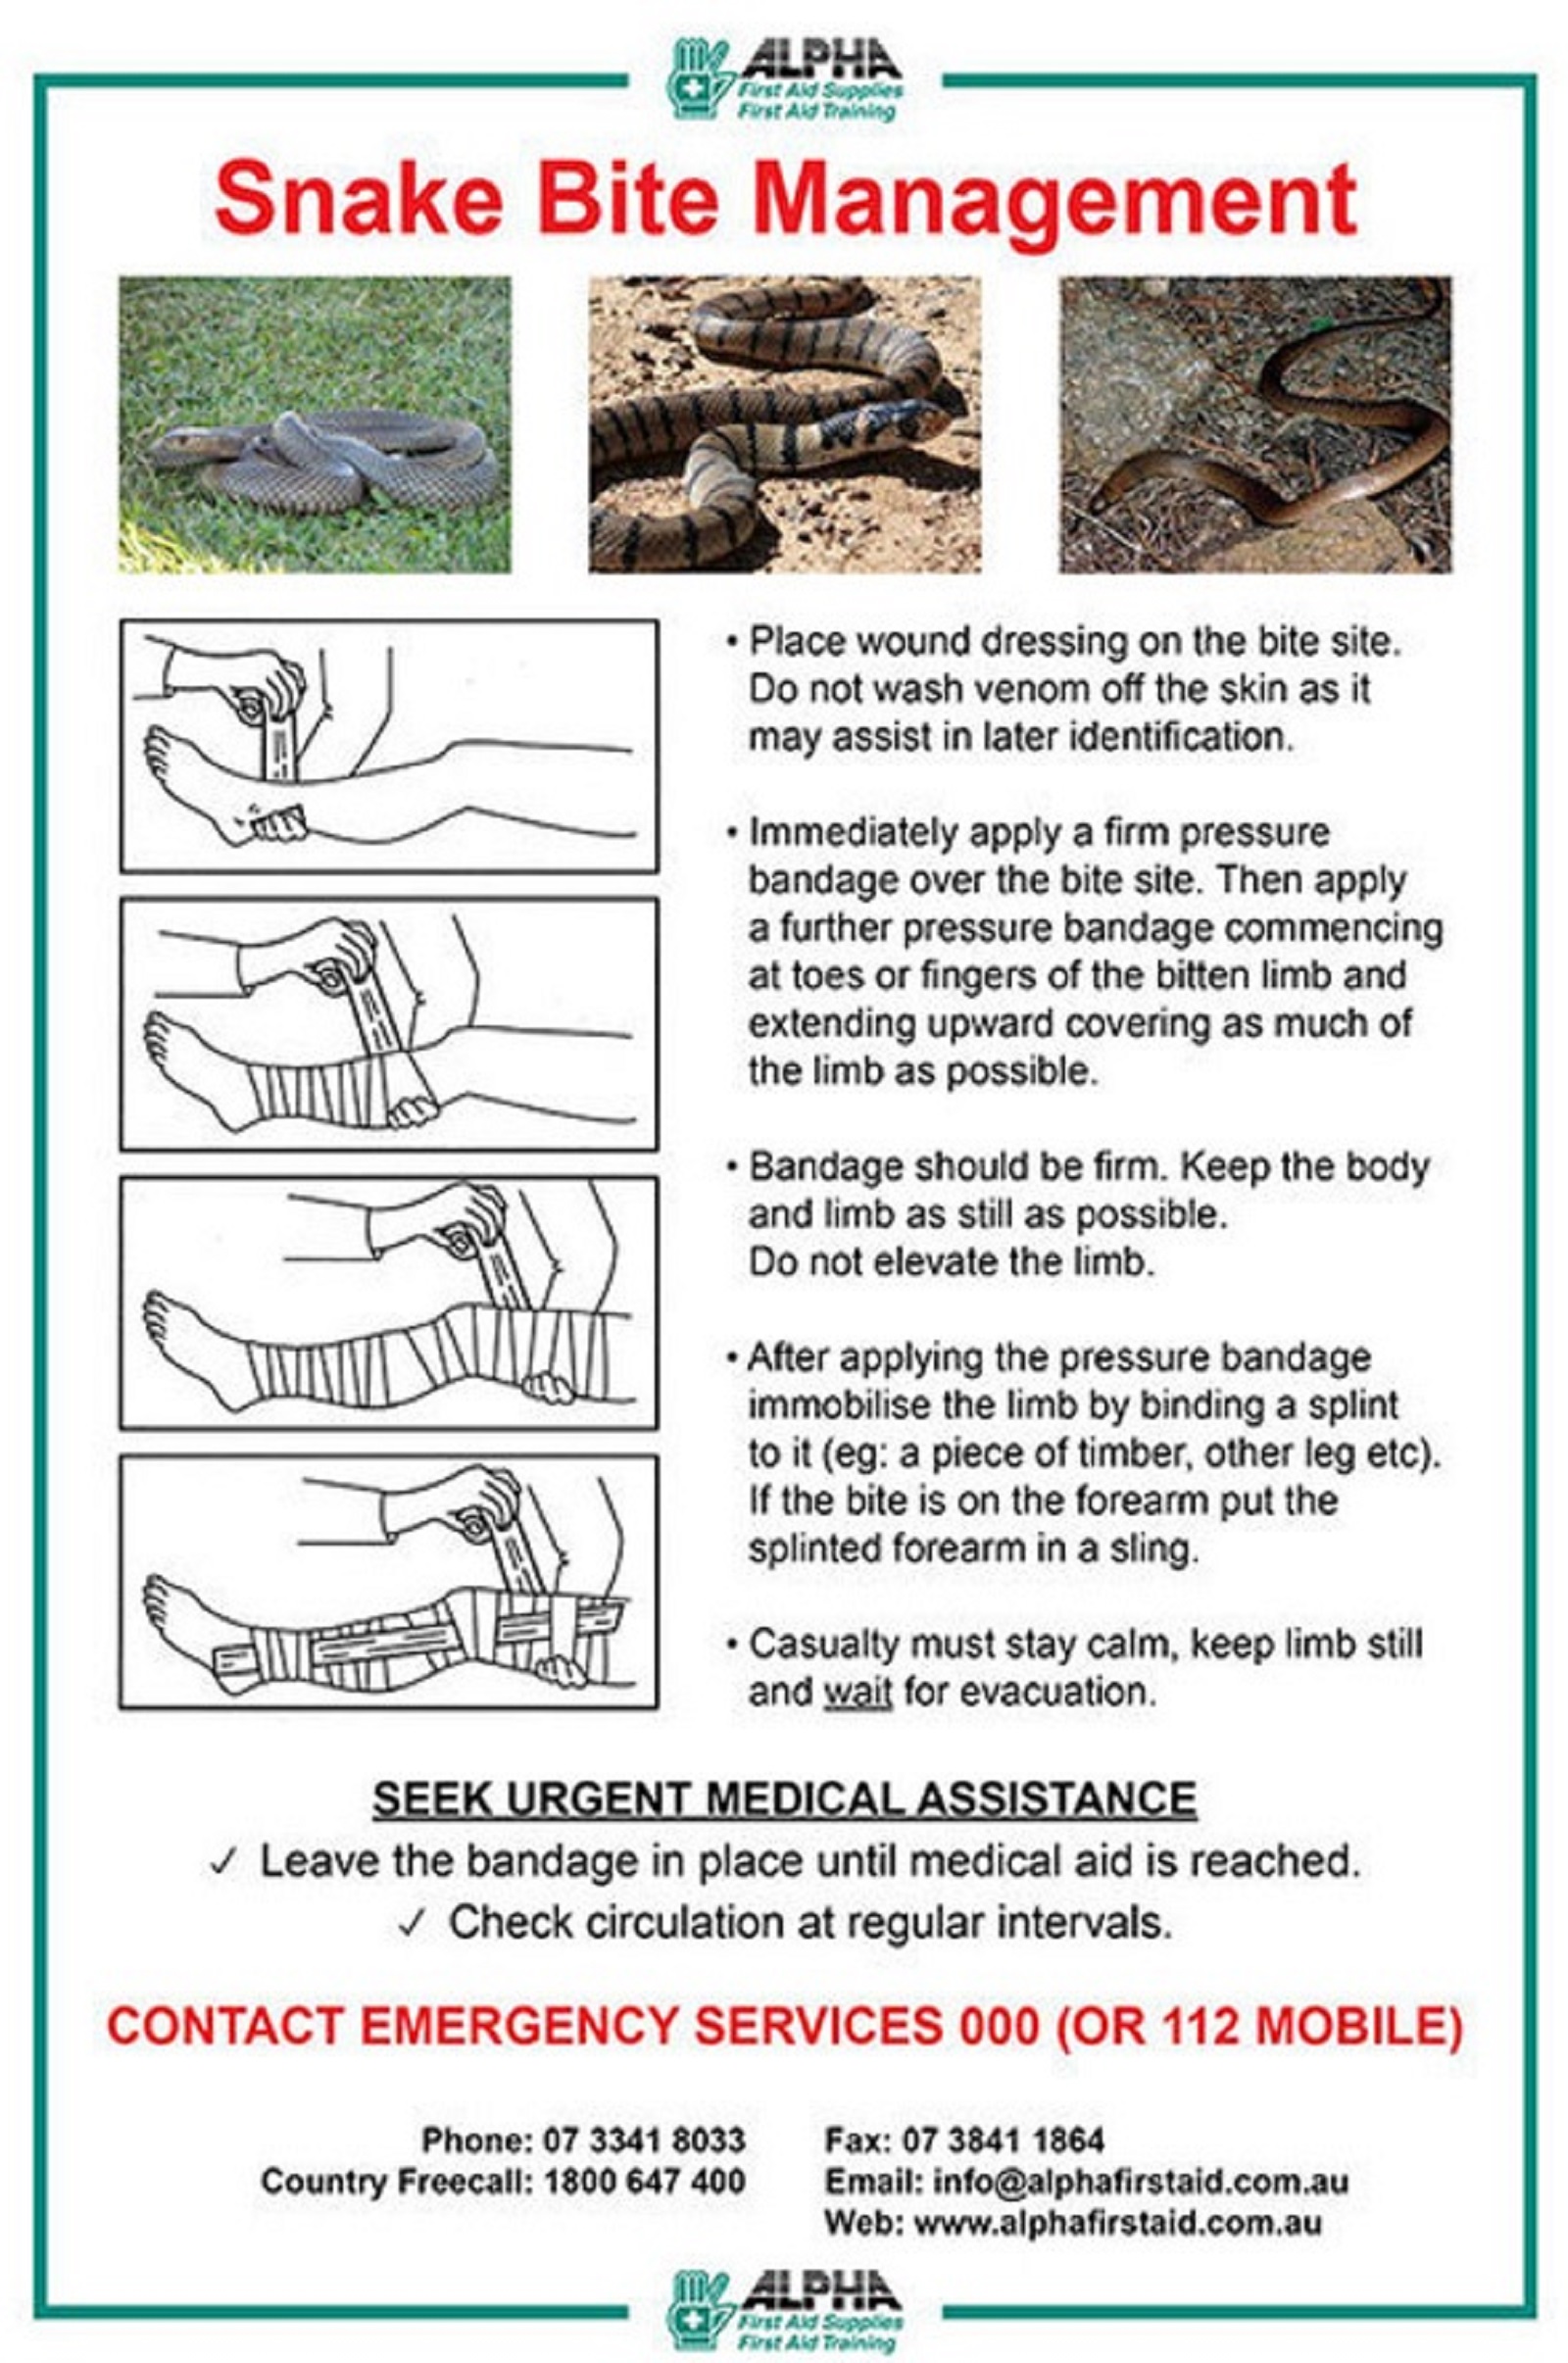 ALPHA
First Aid Supplies
First Aid Training
Snake Bite Management
• Place wound dressing on the bite site.
Do not wash venom off the skin as it
may assist in later identification.
• Immediately apply a firm pressure
bandage over the bite site. Then apply
a further pressure bandage commencing
at toes or fingers of the bitten limb and
extending upward covering as much of
the limb as possible.
• Bandage should be firm. Keep the body
and limb as still as possible.
Do not elevate the limb.
• After applying the pressure bandage
immobilise the limb by binding a splint
to it (eg: a piece of timber, other leg etc).
If the bite is on the forearm put the
splinted forearm in a sling.
• Casualty must stay calm, keep limb still
and wait for evacuation.
SEEK URGENT MEDICAL ASSISTANCE
✓ Leave the bandage in place until medical aid is reached.
✓ Check circulation at regular intervals.
CONTACT EMERGENCY SERVICES 000 (OR 112 MOBILE)
Phone: 07 3341 8033
Country Freecall: 1800 647 400
Fax: 07 3841 1864
Email: info@alphafirstaid.com.au
Web: www.alphafirstaid.com.au
ALPHA
First Aid Supplies
First Aid Training